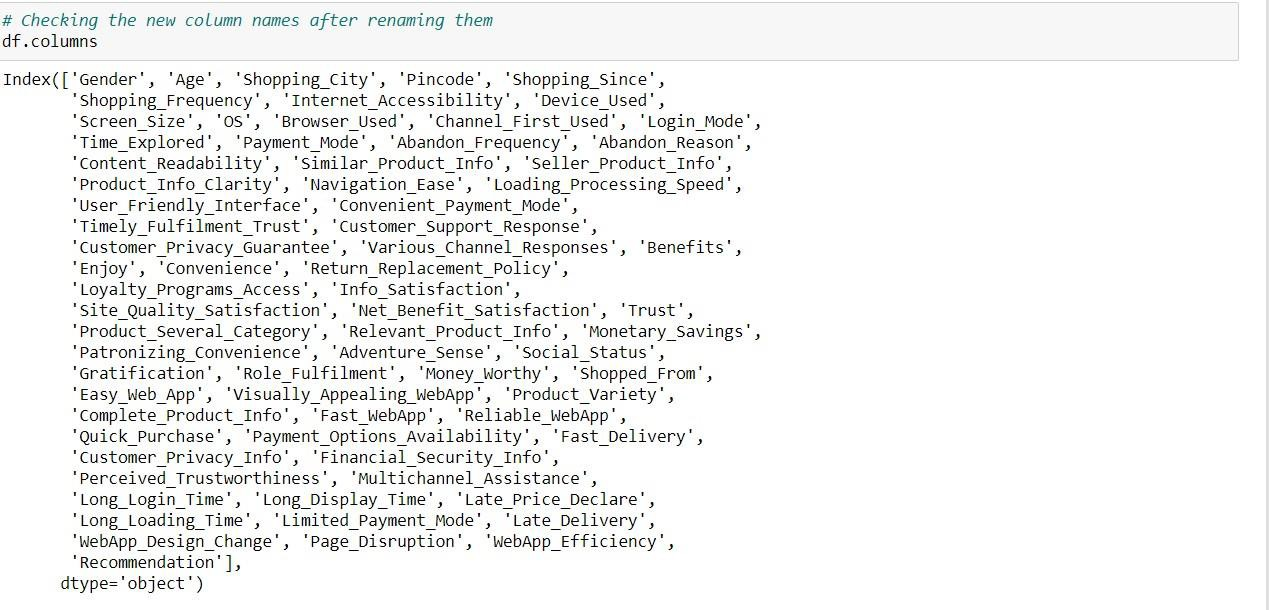 # Checking the new column names after renaming them
df.columns
Index(['Gender', 'Age', 'Shopping_City', 'Pincode', 'Shopping_Since',
'Shopping_Frequency', 'Internet_Accessibility', 'Device_Used',
'Screen_Size', 'OS', 'Browser_Used', 'Channel_First_Used', 'Login_Mode',
'Time_Explored', 'Payment_Mode', 'Abandon_Frequency', 'Abandon_Reason',
'Content_Readability', 'Similar_Product_Info', 'Seller_Product_Info',
'Product_Info_Clarity', 'Navigation_Ease', 'Loading_Processing_Speed',
'User_Friendly_Interface', 'Convenient_Payment_Mode',
'Timely_Fulfilment_Trust', 'Customer_Support_Response',
'Customer_Privacy_Guarantee', 'Various_Channel_Responses', 'Benefits',
'Enjoy', 'Convenience', 'Return_Replacement_Policy',
'Loyalty_Programs_Access', 'Info_Satisfaction',
'Site_Quality_Satisfaction', 'Net_Benefit_Satisfaction', 'Trust',
'Product_Several_Category', 'Relevant_Product_Info', 'Monetary_Savings',
'Patronizing_Convenience', 'Adventure_Sense', 'Social_Status',
'Gratification', 'Role_Fulfilment', 'Money_Worthy', 'Shopped_From',
'Easy_Web_App', 'Visually_Appealing_WebApp', 'Product_Variety',
'Complete_Product_Info', 'Fast_WebApp', 'Reliable_WebApp',
'Quick_Purchase', 'Payment_Options_Availability', 'Fast_Delivery',
'Customer_Privacy_Info', 'Financial_Security_Info',
'Perceived_Trustworthiness', 'Multichannel_Assistance',
'Long_Login_Time', 'Long_Display_Time', 'Late_Price_Declare',
'Long_Loading_Time', 'Limited_Payment_Mode', 'Late_Delivery',
'WebApp_Design_Change', 'Page_Disruption', 'WebApp_Efficiency',
'Recommendation'],
dtype='object')